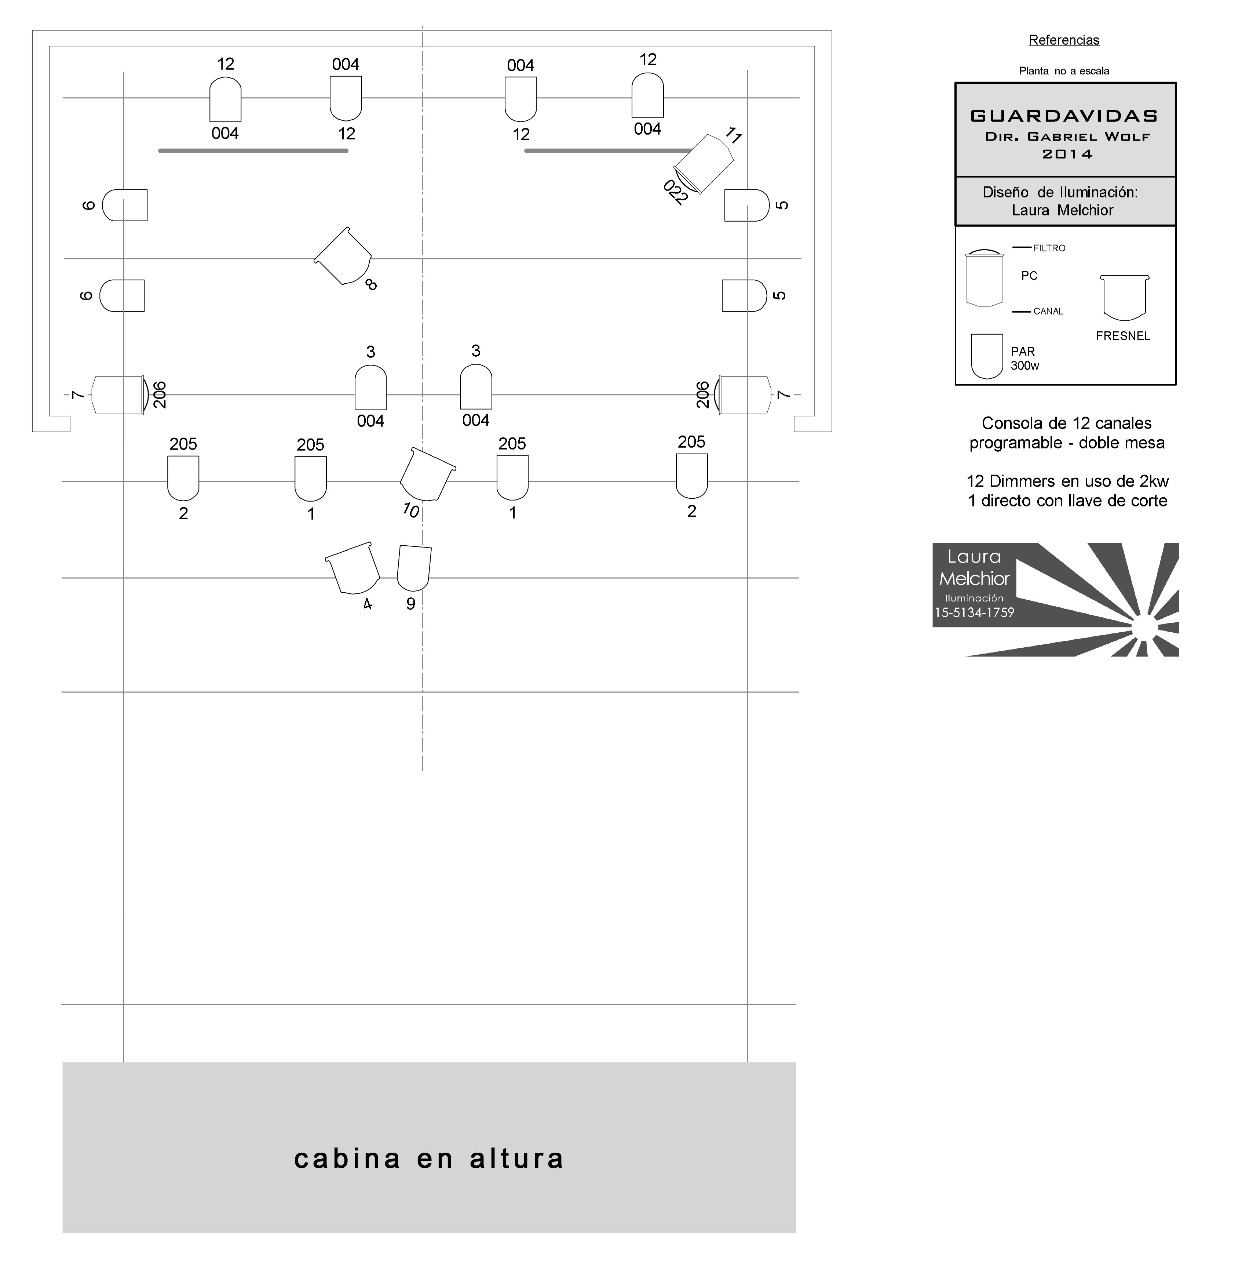 12
004
004
12
004
12
12
004
11
022
6
5
8
6
5
3
3
7
206
206
7
004
004
205
205
205
205
2
1
10
1
2
4
9
cabina en altura
Referencias
Planta no a escala
GUARDAVIDAS
DIR. GABRIEL WOLF
2014
Diseño de Iluminación:
Laura Melchior
FILTRO
PC
CANAL
FRESNEL
PAR
300w
Consola de 12 canales
programable - doble mesa
12 Dimmers en uso de 2kw
1 directo con llave de corte
Laura
Melchior
Iluminación
15-5134-1759